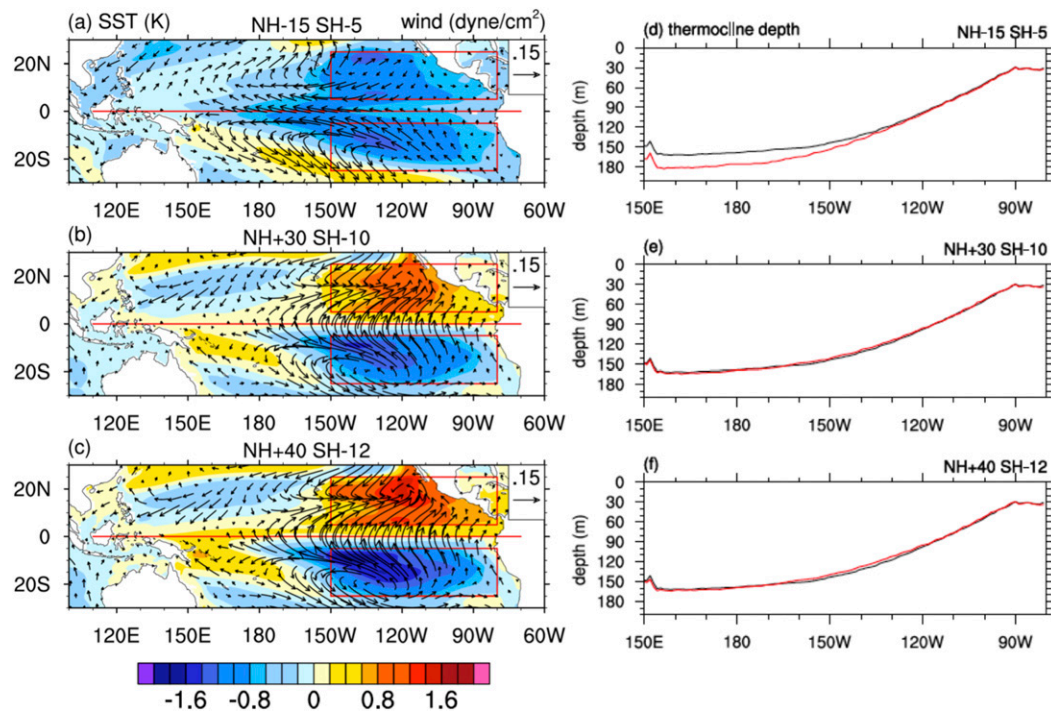 (a) SST (K) NH-15 SH-5 wind (dyne/cm²)
.15
20N
0
20S
120E 150E 180 150W 120W 90W 60W
(b) NH+30 SH-10
.15
20N
0
20S
120E 150E 180 150W 120W 90W 60W
(c) NH+40 SH-12
.15
20N
0
20S
120E 150E 180 150W 120W 90W 60W
-1.6 -0.8 0 0.8 1.6
(d) thermocline depth NH-15 SH-5
depth (m)
0
30
60
90
120
150
180
150E 180 150W 120W 90W
(e) NH+30 SH-10
depth (m)
0
30
60
90
120
150
180
150E 180 150W 120W 90W
(f) NH+40 SH-12
depth (m)
0
30
60
90
120
150
180
150E 180 150W 120W 90W